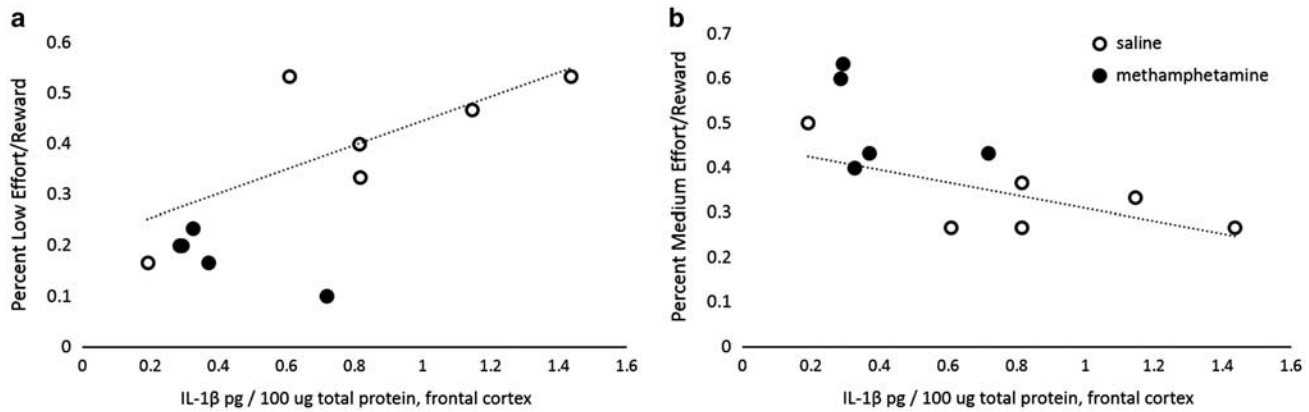 a
Percent Low Effort/Reward
0.6
0.5
0.4
0.3
0.2
0.1
0
0 0.2 0.4 0.6 0.8 1 1.2 1.4 1.6
IL-1β pg / 100 ug total protein, frontal cortex
b
Percent Medium Effort/Reward
0.7
0.6
0.5
0.4
0.3
0.2
0.1
0
0 0.2 0.4 0.6 0.8 1 1.2 1.4 1.6
IL-1β pg / 100 ug total protein, frontal cortex
saline
methamphetamine